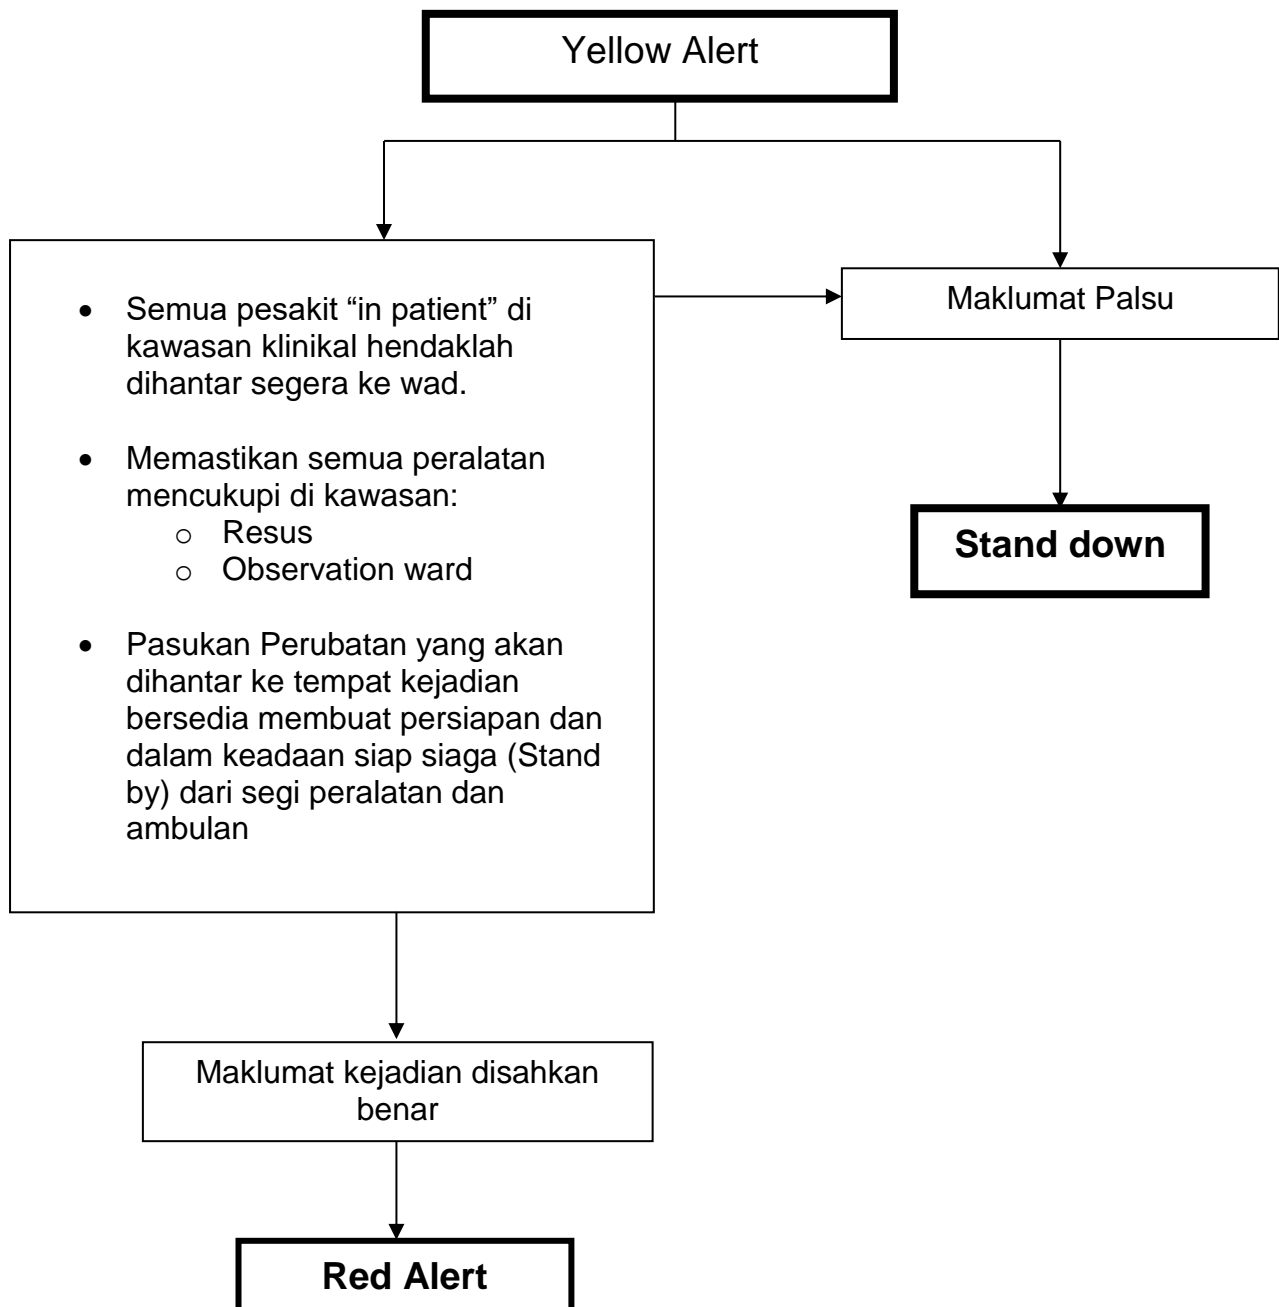 Yellow Alert
• Semua pesakit “in patient” di
kawasan klinikal hendaklah
dihantar segera ke wad.
• Memastikan semua peralatan
mencukupi di kawasan:
o Resus
o Observation ward
• Pasukan Perubatan yang akan
dihantar ke tempat kejadian
bersedia membuat persiapan dan
dalam keadaan siap siaga (Stand
by) dari segi peralatan dan
ambulan
Maklumat Palsu
Stand down
Maklumat kejadian disahkan
benar
Red Alert